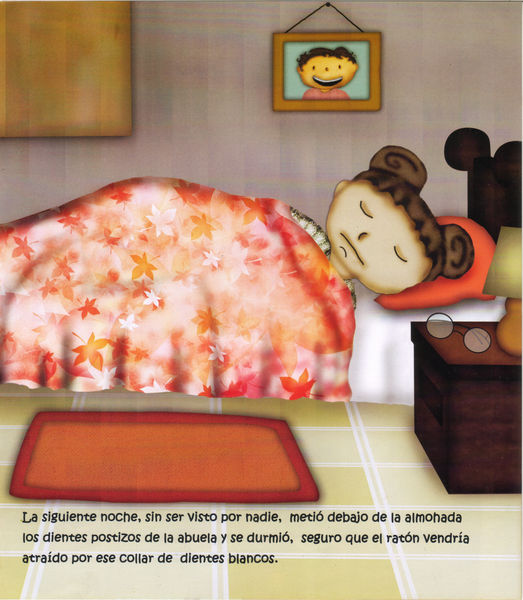 La siguiente noche, sin ser visto por nadie, metió debajo de la almohada
los dientes postizos de la abuela y se durmió, seguro que el ratón vendría
atraído por ese collar de dientes blancos.